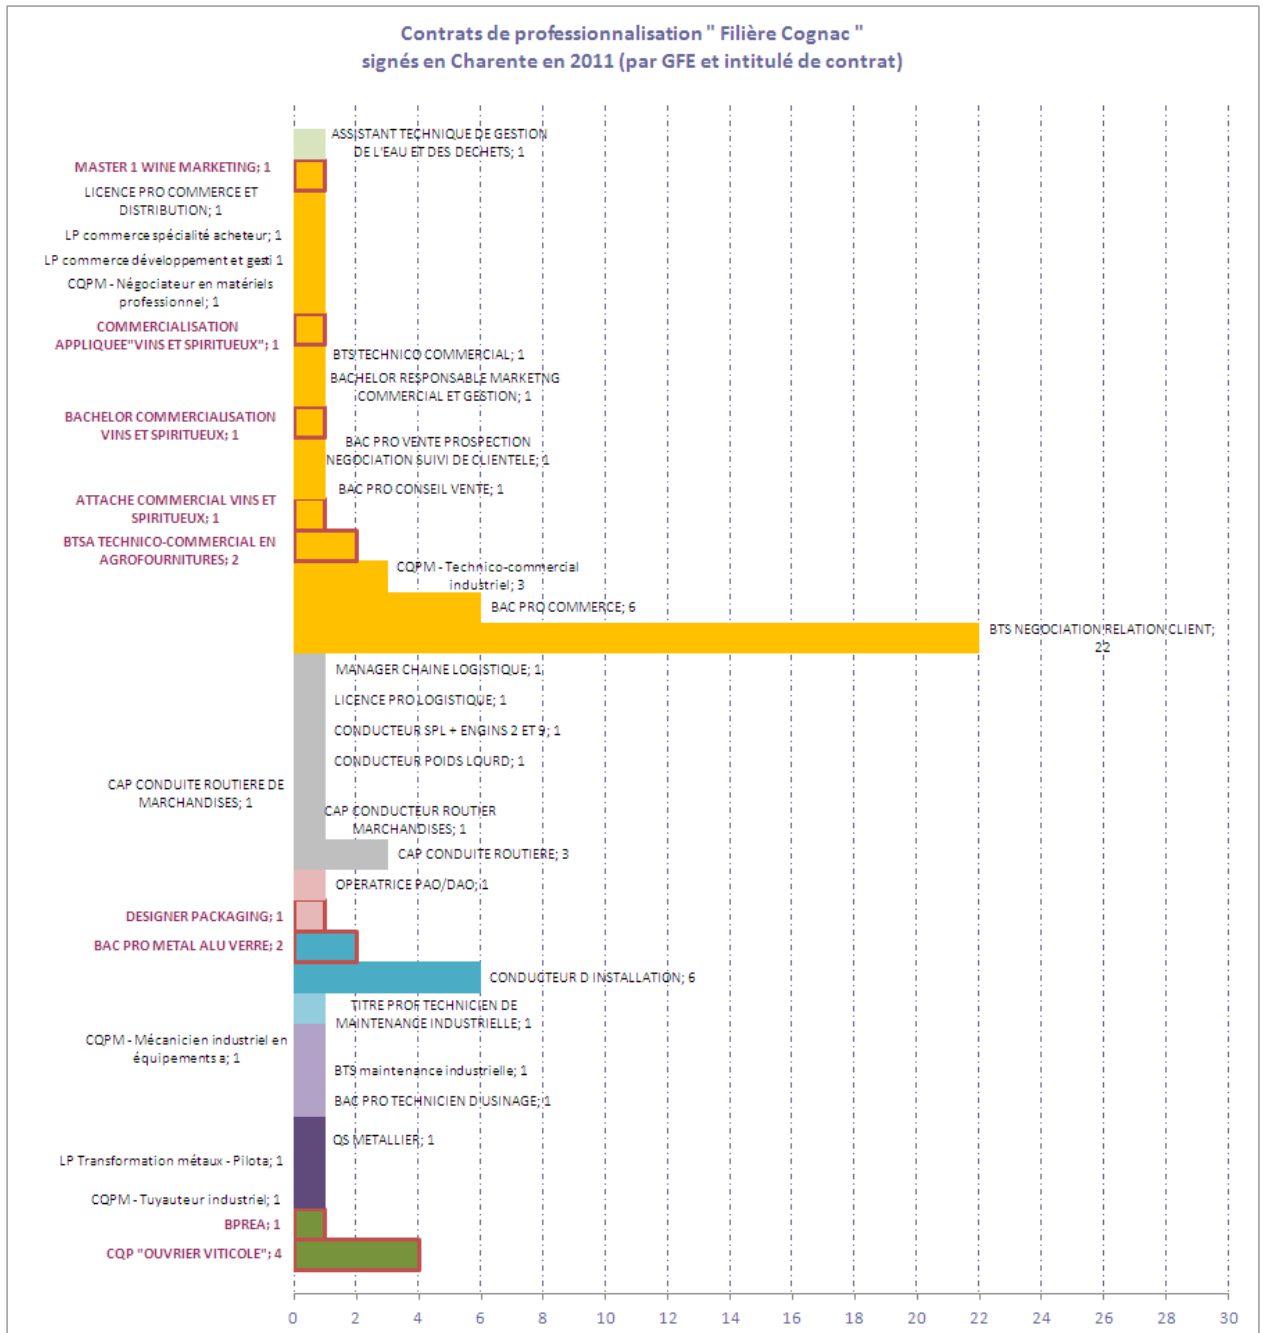 Contrats de professionnalisation " Filière Cognac "
signés en Charente en 2011 (par GFE et intitulé de contrat)
ASSISTANT TECHNIQUE DE GESTION
DE L'EAU ET DES DECHETS; 1
MASTER 1 WINE MARKETING; 1
LICENCE PRO COMMERCE ET
DISTRIBUTION; 1
LP commerce spécialité acheteur; 1
LP commerce développement et gesti 1
CQPM - Négociateur en matériels
professionnel; 1
COMMERCIALISATION
APPLIQUEE"VINS ET SPIRITUEUX"; 1
BTS TECHNICO COMMERCIAL; 1
BACHELOR RESPONSABLE MARKETNG
COMMERCIAL ET GESTION; 1
BACHELOR COMMERCIALISATION
VINS ET SPIRITUEUX; 1
BAC PRO VENTE PROSPECTION
NEGOCIATION SUIVI DE CLIENTELE; 1
BAC PRO CONSEIL VENTE; 1
ATTACHE COMMERCIAL VINS ET
SPIRITUEUX; 1
BTSA TECHNICO-COMMERCIAL EN
AGROFOURNITURES; 2
CQPM - Technico-commercial
industriel; 3
BAC PRO COMMERCE; 6
BTS NEGOCIATION RELATION CLIENT;
22
MANAGER CHAINE LOGISTIQUE; 1
LICENCE PRO LOGISTIQUE; 1
CONDUCTEUR SPL + ENGINS 2 ET 9; 1
CONDUCTEUR POIDS LOURD; 1
CAP CONDUITE ROUTIERE DE
MARCHANDISES; 1
CAP CONDUCTEUR ROUTIER
MARCHANDISES; 1
CAP CONDUITE ROUTIERE; 3
OPERATRICE PAO/DAO; 1
DESIGNER PACKAGING; 1
BAC PRO METAL ALU VERRE; 2
CONDUCTEUR D INSTALLATION; 6
TITRE PROF TECHNICIEN DE
MAINTENANCE INDUSTRIELLE; 1
CQPM - Mécanicien industriel en
équipements a; 1
BTS maintenance industrielle; 1
BAC PRO TECHNICIEN D'USINAGE; 1
QS METALLIER; 1
LP Transformation métaux - Pilota; 1
CQPM - Tuyauteur industriel; 1
BPREA; 1
CQP "OUVRIER VITICOLE"; 4
0 2 4 6 8 10 12 14 16 18 20 22 24 26 28 30